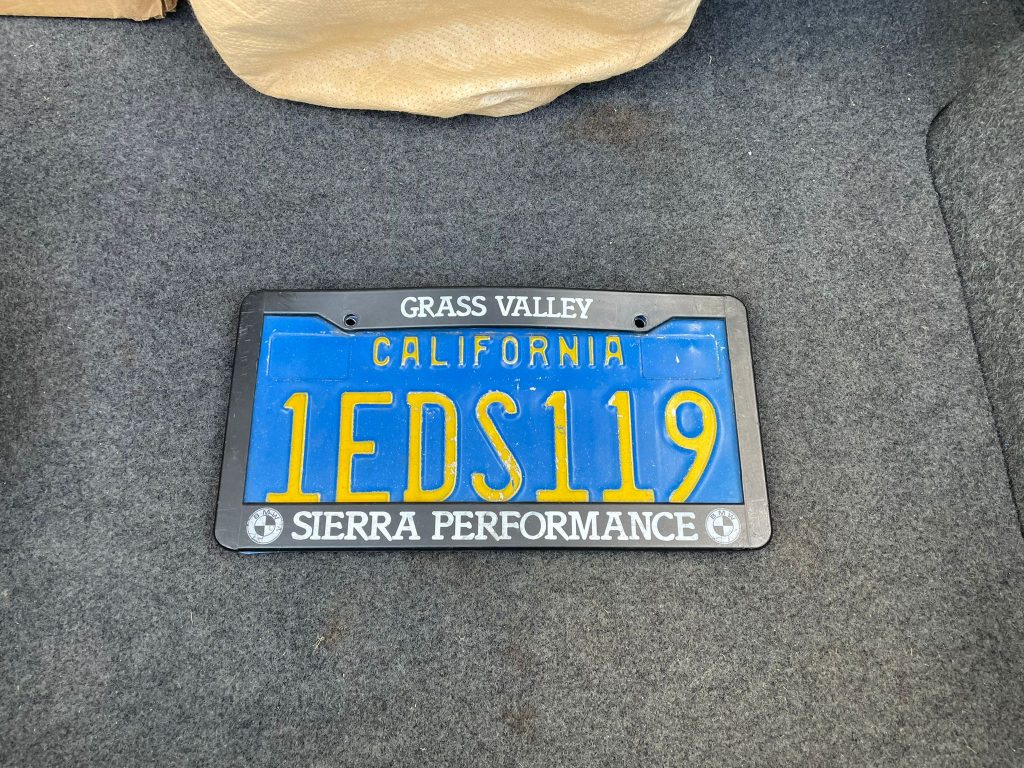 GRASS VALLEY
CALIFORNIA
1EDS119
SIERRA PERFORMANCE